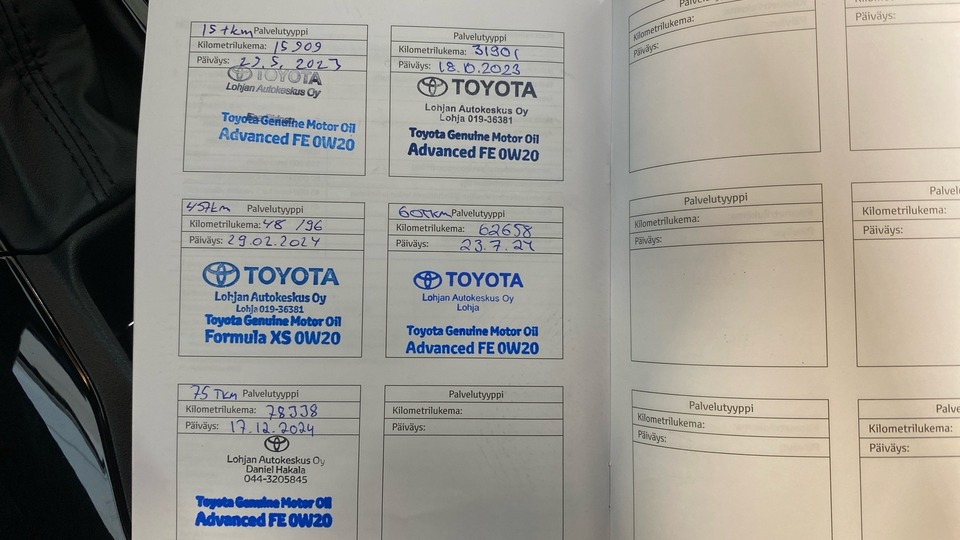 15 tkm Palvelutyyppi
Kilometrilukema: 15909
Päiväys: 29.5. 2023
TOYOTA
Lohjan Autokeskus Oy
Toyota Genuine Motor Oil
Advanced FE 0W20
Palvelutyyppi
Kilometrilukema: 31901
Päiväys: 18.10.2023
TOYOTA
Lohjan Autokeskus Oy
Lohja 019-36381
Toyota Genuine Motor Oil
Advanced FE 0W20
45Tkm Palvelutyyppi
Kilometrilukema: 48196
Päiväys: 29.02.2024
TOYOTA
Lohjan Autokeskus Oy
Lohja 019-36381
Toyota Genuine Motor Oil
Formula XS 0W20
60tkm Palvelutyyppi
Kilometrilukema: 62658
Päiväys: 23.7.24
TOYOTA
Lohjan Autokeskus Oy
Lohja
Toyota Genuine Motor Oil
Advanced FE 0W20
75 Tkm Palvelutyyppi
Kilometrilukema: 78338
Päiväys: 17.12.2024
Lohjan Autokeskus Oy
Daniel Hakala
044-3205845
Toyota Genuine Motor Oil
Advanced FE 0W20
Palvelutyyppi
Kilometrilukema:
Päiväys:
Palvelutyyppi
Kilometrilukema:
Päiväys:
Päiväys:
Palvelutyyppi
Kilometrilukema:
Päiväys:
Palvelu
Kilometrilukema:
Päiväys:
Palvelutyyppi
Kilometrilukema:
Päiväys:
Palve
Kilometrilukema:
Päiväys: